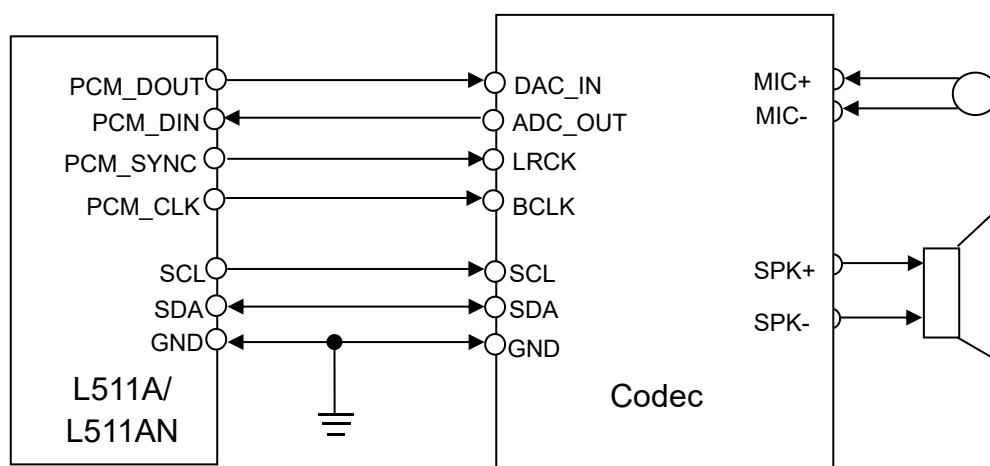 PCM_DOUT
PCM_DIN
PCM_SYNC
PCM_CLK
SCL
SDA
GND
L511A/
L511AN
DAC_IN
ADC_OUT
LRCK
BCLK
SCL
SDA
GND
Codec
MIC+
MIC-
SPK+
SPK-